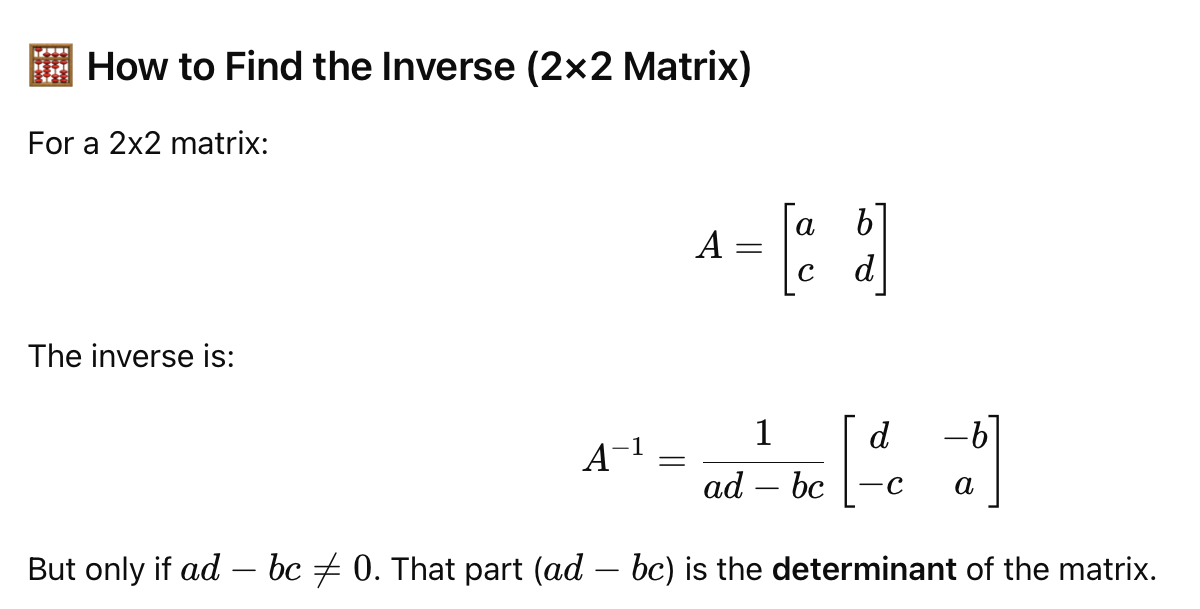 🧮 How to Find the Inverse (2×2 Matrix)
For a 2x2 matrix:
A = [a b
c d]
The inverse is:
A⁻¹ = 1/(ad − bc) [d −b
−c a]
But only if ad − bc ≠ 0. That part (ad − bc) is the determinant of the matrix.